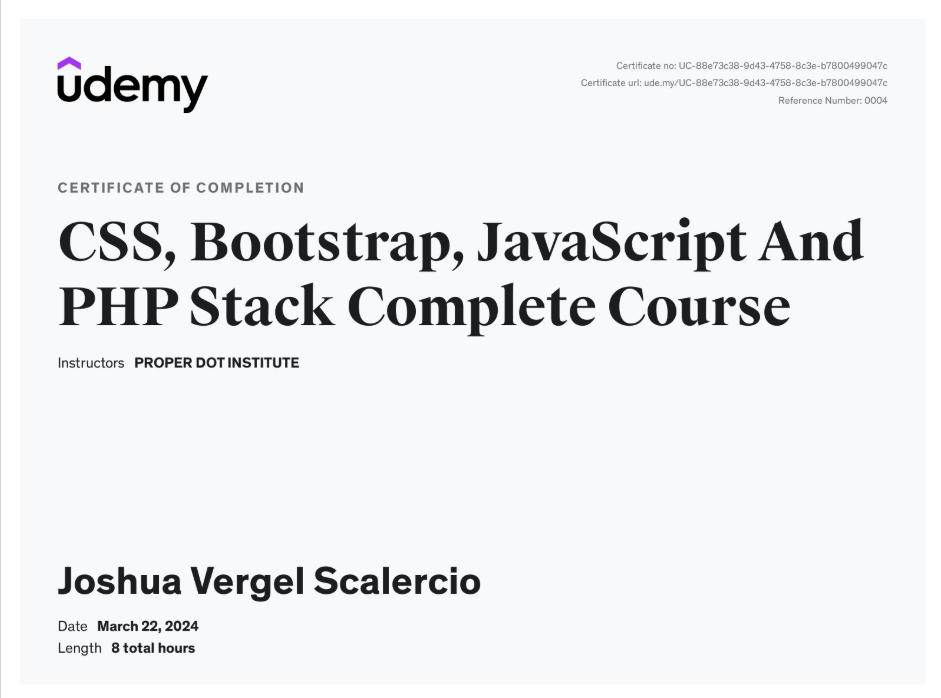 udemy
Certificate no: UC-88e73c38-9d43-4758-8c3e-b7800499047c
Certificate url: ude.my/UC-88e73c38-9d43-4758-8c3e-b7800499047c
Reference Number: 0004
CERTIFICATE OF COMPLETION
CSS, Bootstrap, JavaScript And
PHP Stack Complete Course
Instructors PROPER DOT INSTITUTE
Joshua Vergel Scalercio
Date March 22, 2024
Length 8 total hours